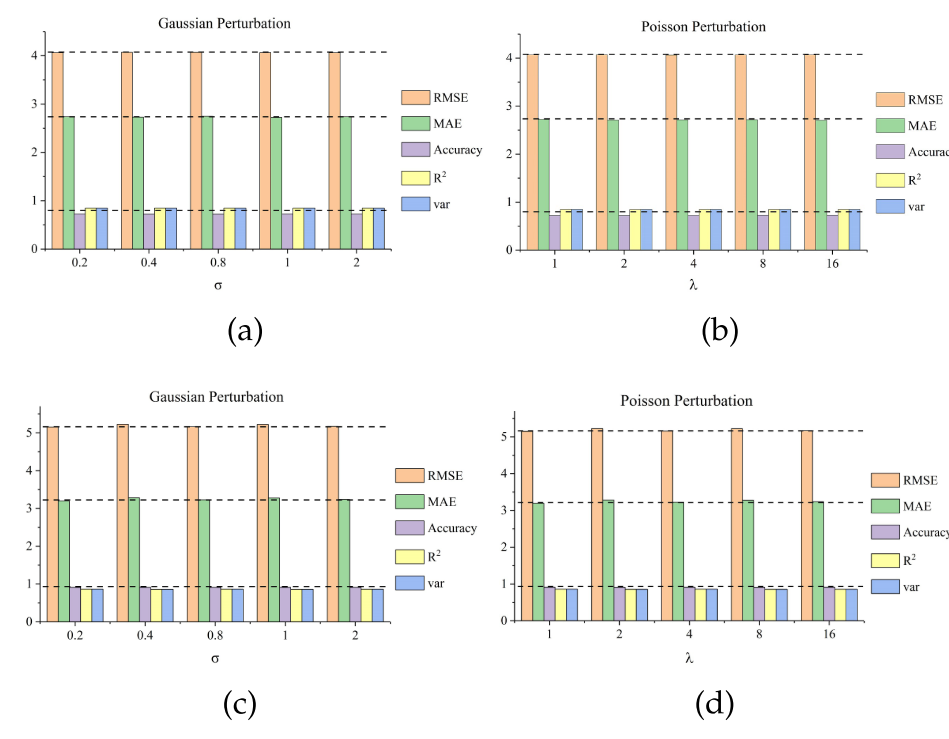 Gaussian Perturbation
4
3
2
1
0
0.2 0.4 0.8 1 2
σ
RMSE
MAE
Accuracy
R²
var
(a)
Poisson Perturbation
4
3
2
1
0
1 2 4 8 16
λ
RMSE
MAE
Accurac
R²
var
(b)
Gaussian Perturbation
5
4
3
2
1
0
0.2 0.4 0.8 1 2
σ
RMSE
MAE
Accuracy
R²
var
(c)
Poisson Perturbation
5
4
3
2
1
0
1 2 4 8 16
λ
RMSE
MAE
Accuracy
R²
var
(d)